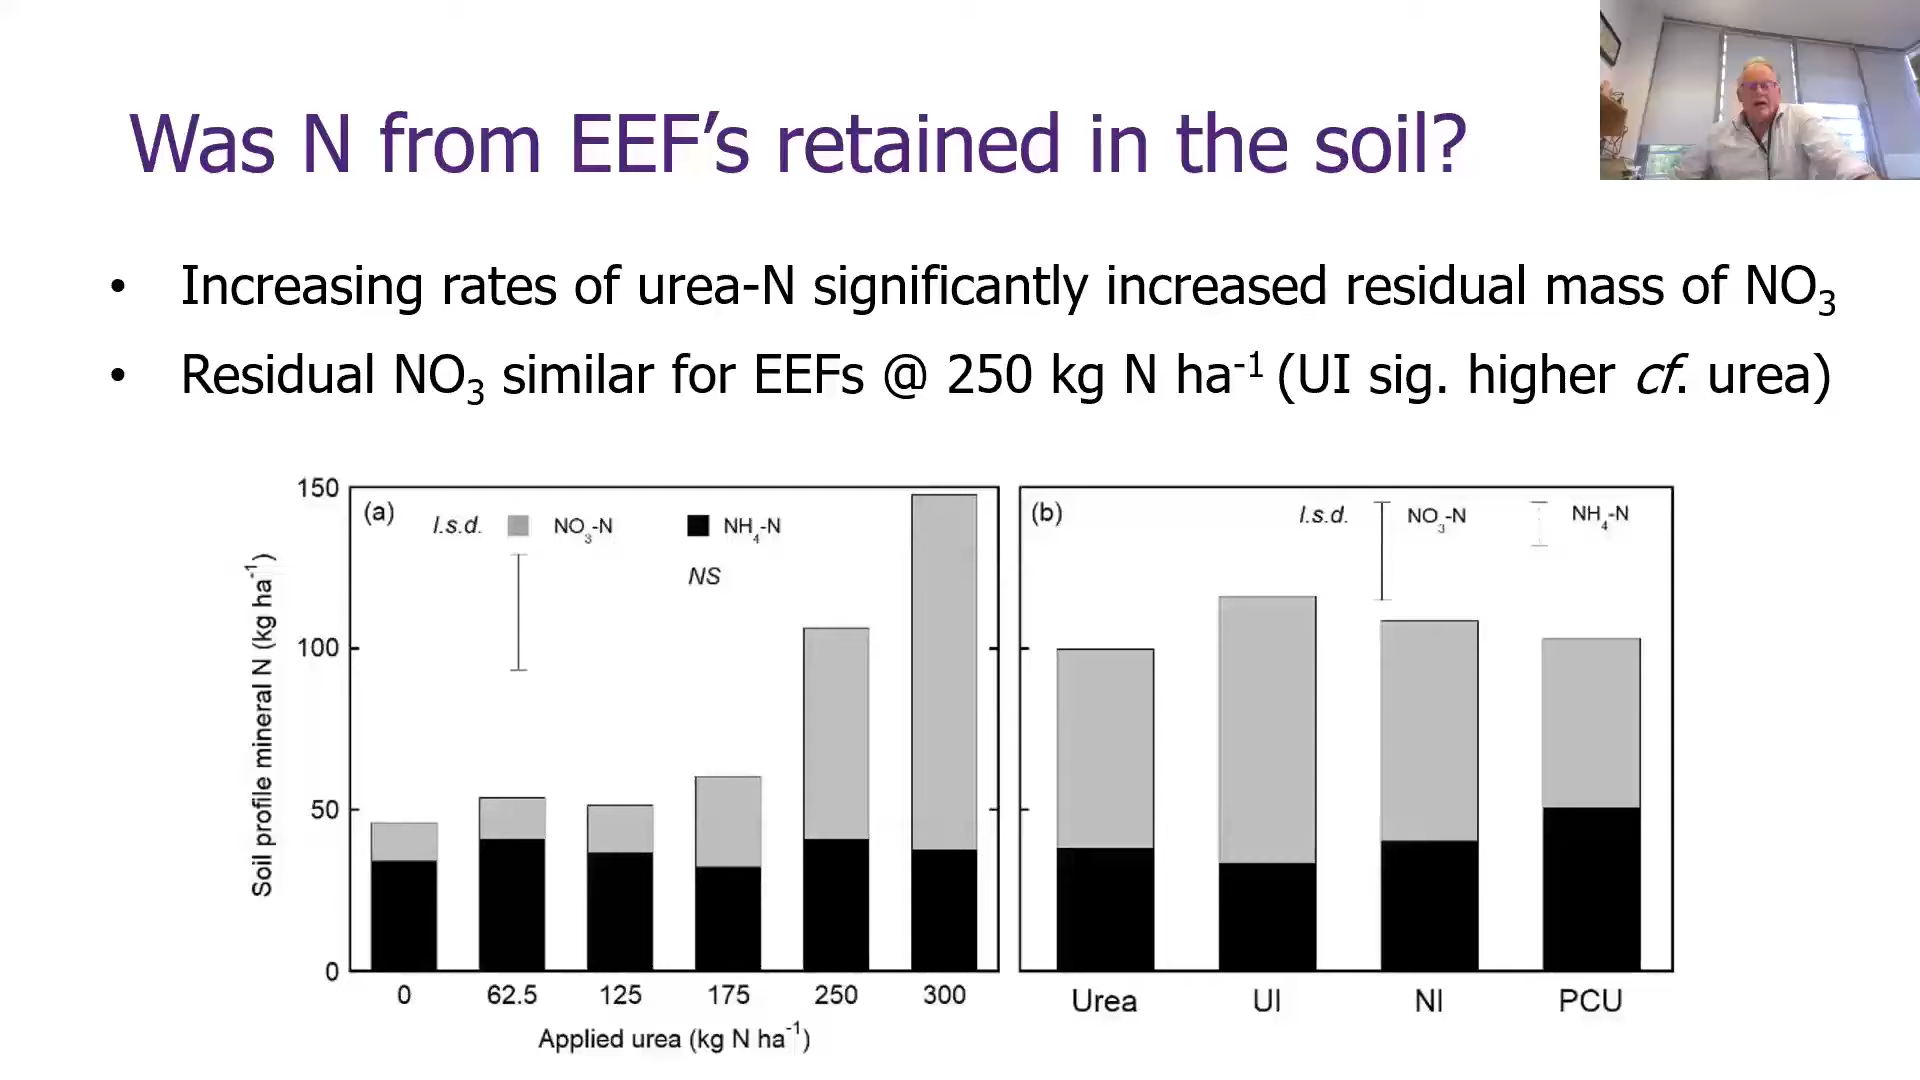 Was N from EEF’s retained in the soil?
• Increasing rates of urea-N significantly increased residual mass of NO3
• Residual NO3 similar for EEFs @ 250 kg N ha-1 (UI sig. higher cf. urea)
Soil profile mineral N (kg ha-1)
150
100
50
0
(a)
l.s.d. NO3-N NH4-N
NS
0 62.5 125 175 250 300
Applied urea (kg N ha-1)
(b)
l.s.d. NO3-N NH4-N
Urea UI NI PCU